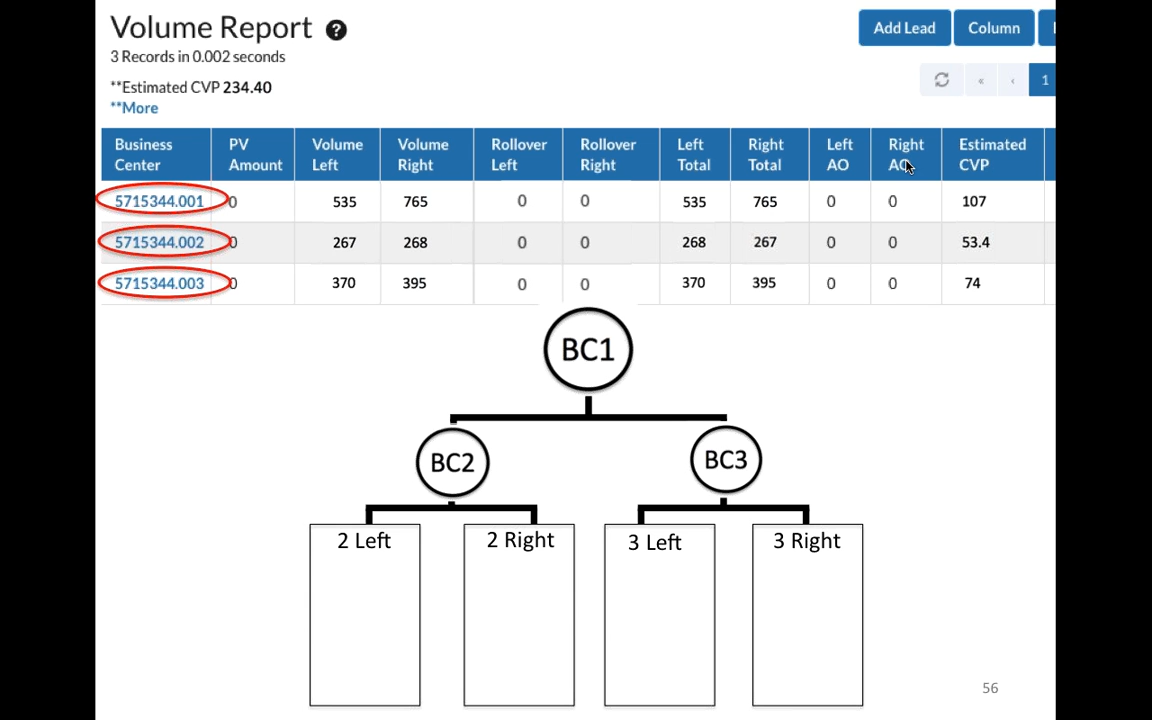 Volume Report ?
Add Lead Column
3 Records in 0.002 seconds
**Estimated CVP 234.40
« ‹ 1
**More
Business Center PV Amount Volume Left Volume Right Rollover Left Rollover Right Left Total Right Total Left AO Right AO Estimated CVP
5715344.001 0 535 765 0 0 535 765 0 0 107
5715344.002 0 267 268 0 0 268 267 0 0 53.4
5715344.003 0 370 395 0 0 370 395 0 0 74
BC1
BC2 BC3
2 Left 2 Right 3 Left 3 Right
56